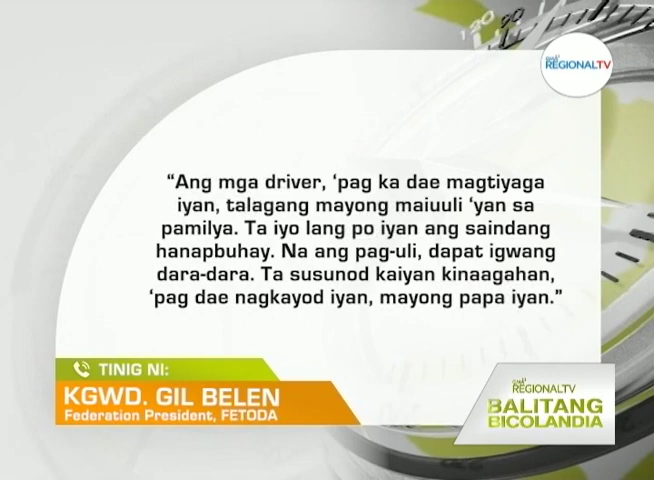 GMA REGIONALTV
“Ang mga driver, ‘pag ka dae magtiyaga
iyan, talagang mayong maiuuli ‘yan sa
pamilya. Ta iyo lang po iyan ang saindang
hanapbuhay. Na ang pag-uli, dapat igwang
dara-dara. Ta susunod kaiyan kinaagahan,
‘pag dae nagkayod iyan, mayong papa iyan.”
TINIG NI:
KGWD. GIL BELEN
Federation President, FETODA
GMA REGIONALTV
BALITANG
BICOLANDIA